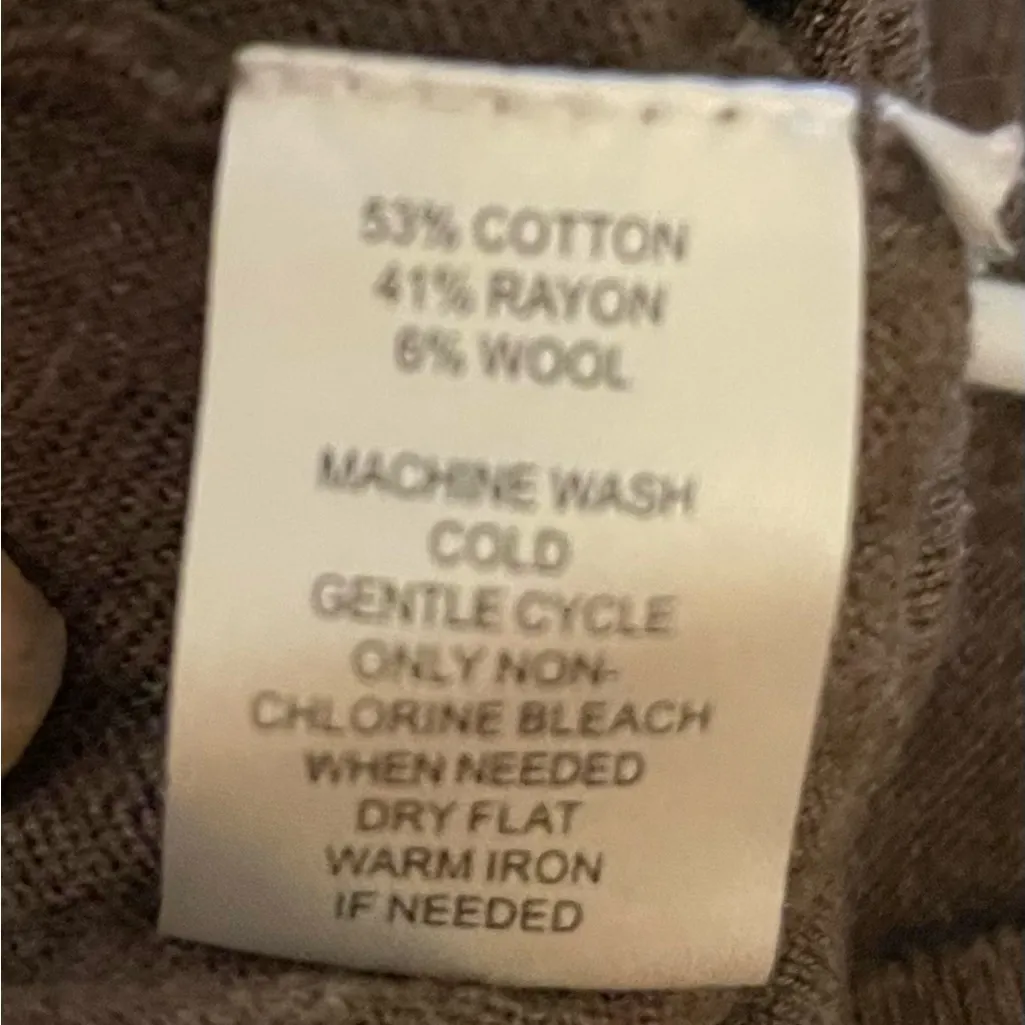 53% COTTON
41% RAYON
6% WOOL
MACHINE WASH
COLD
GENTLE CYCLE
ONLY NON-
CHLORINE BLEACH
WHEN NEEDED
DRY FLAT
WARM IRON
IF NEEDED